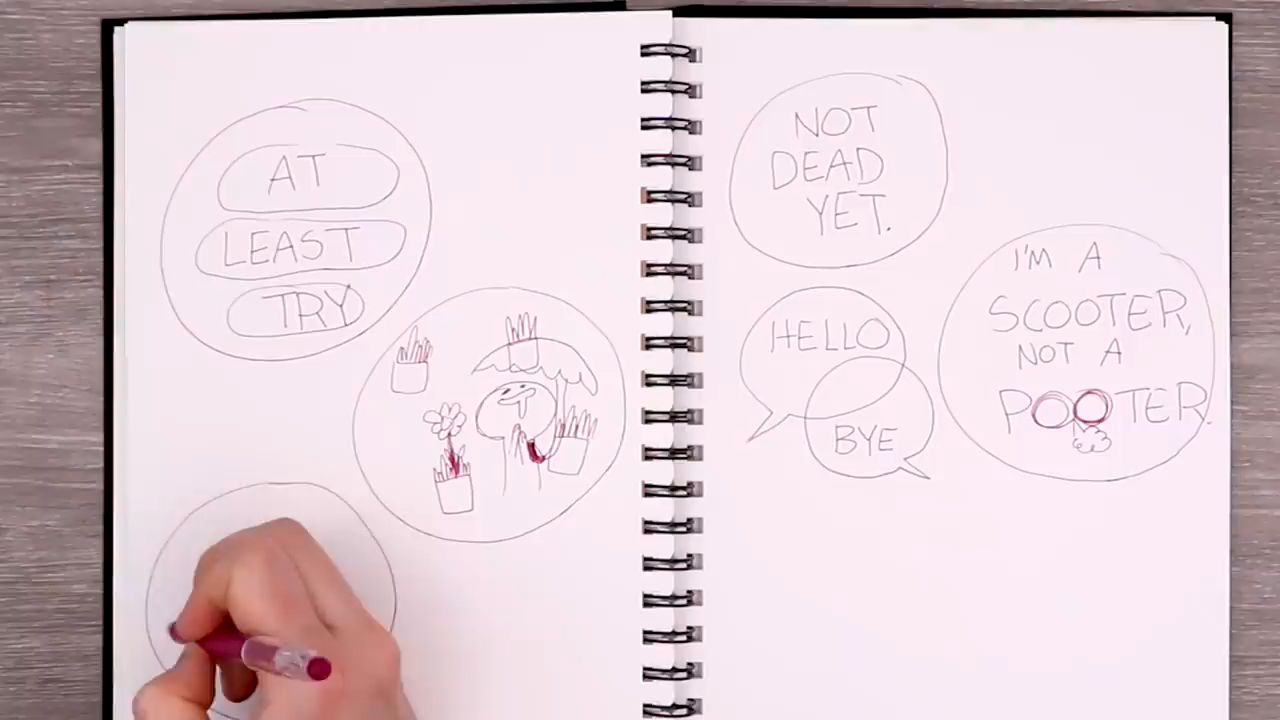 AT
LEAST
TRY
NOT
DEAD
YET.
HELLO
BYE
I'M A
SCOOTER,
NOT A
POOTER.